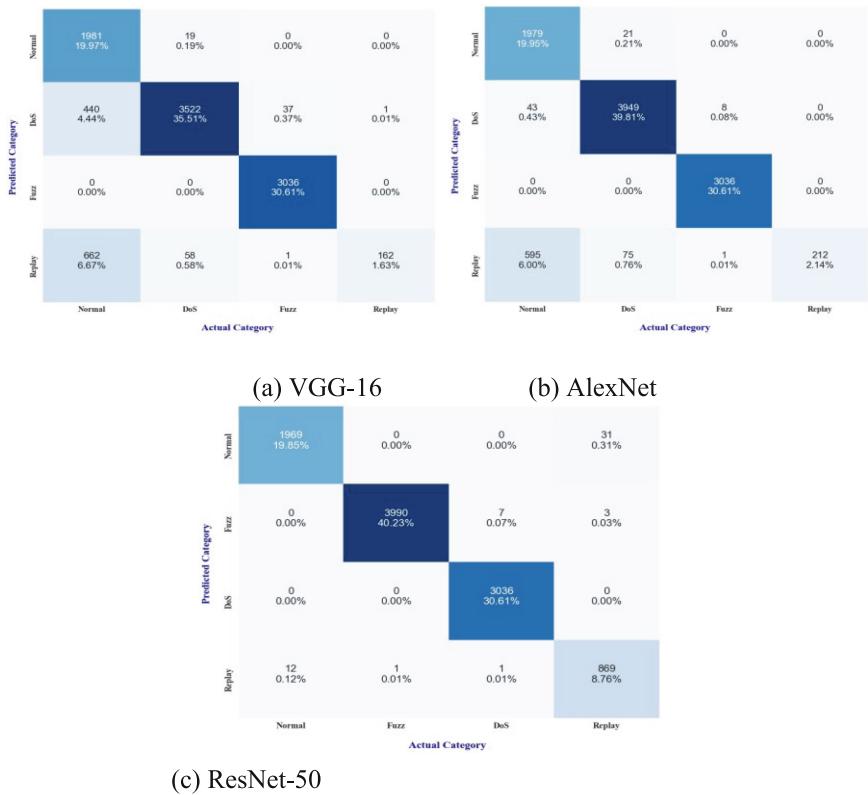 Predicted Category
Normal
DoS
Fuzz
Replay
1981 19 0 0
19.97% 0.19% 0.00% 0.00%
440 3522 37 1
4.44% 35.51% 0.37% 0.01%
0 0 3036 0
0.00% 0.00% 30.61% 0.00%
662 58 1 162
6.67% 0.58% 0.01% 1.63%
Normal DoS Fuzz Replay
Actual Category
(a) VGG-16
Predicted Category
Normal
DoS
Fuzz
Replay
1979 21 0 0
19.95% 0.21% 0.00% 0.00%
43 3949 8 0
0.43% 39.81% 0.08% 0.00%
0 0 3036 0
0.00% 0.00% 30.61% 0.00%
595 75 1 212
6.00% 0.76% 0.01% 2.14%
Normal DoS Fuzz Replay
Actual Category
(b) AlexNet
Predicted Category
Normal
Fuzz
DoS
Replay
1969 0 0 31
19.85% 0.00% 0.00% 0.31%
0 3990 7 3
0.00% 40.23% 0.07% 0.03%
0 0 3036 0
0.00% 0.00% 30.61% 0.00%
12 1 1 869
0.12% 0.01% 0.01% 8.76%
Normal Fuzz DoS Replay
Actual Category
(c) ResNet-50